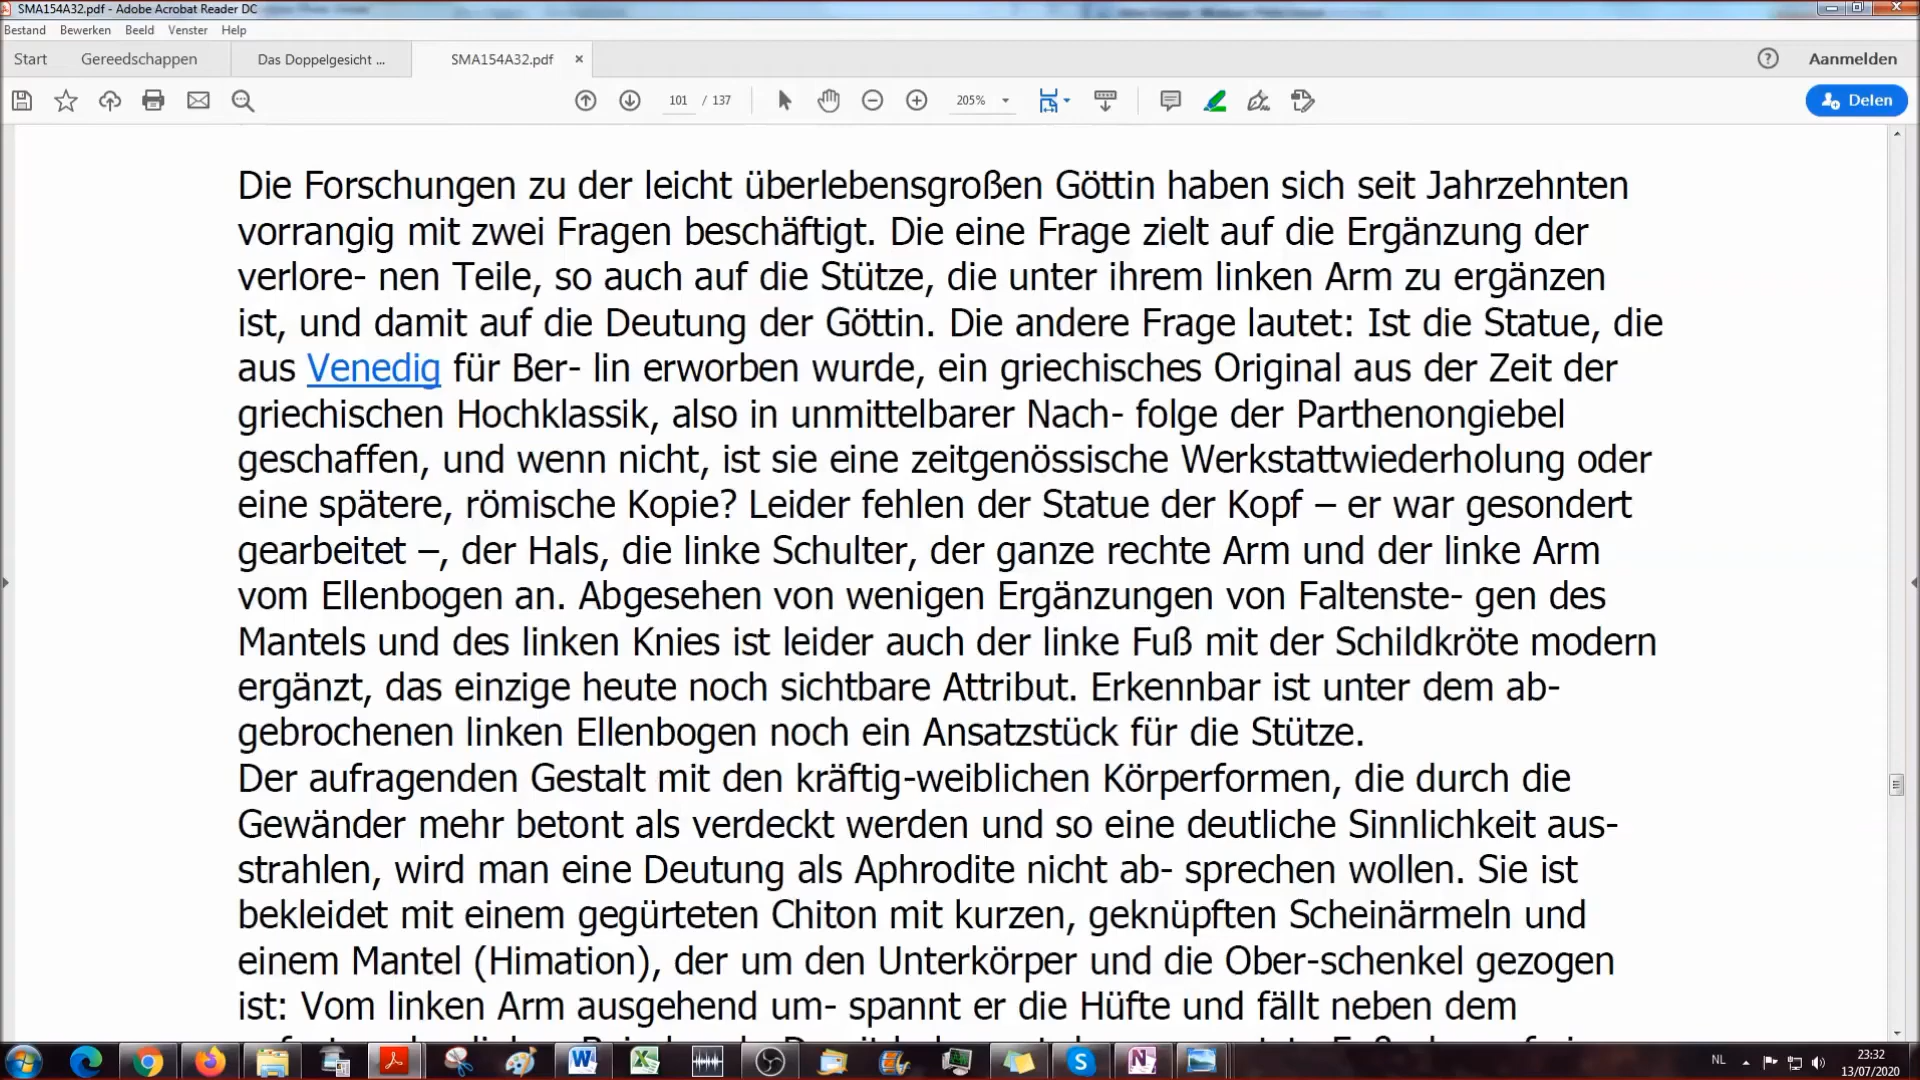 SMA154A32.pdf - Adobe Acrobat Reader DC
Bestand Bewerken Beeld Venster Help
Start Gereedschappen Das Doppelgesicht ... SMA154A32.pdf × Aanmelden
101 / 137 205% Delen
Die Forschungen zu der leicht überlebensgroßen Göttin haben sich seit Jahrzehnten
vorrangig mit zwei Fragen beschäftigt. Die eine Frage zielt auf die Ergänzung der
verlore- nen Teile, so auch auf die Stütze, die unter ihrem linken Arm zu ergänzen
ist, und damit auf die Deutung der Göttin. Die andere Frage lautet: Ist die Statue, die
aus Venedig für Ber- lin erworben wurde, ein griechisches Original aus der Zeit der
griechischen Hochklassik, also in unmittelbarer Nach- folge der Parthenongiebel
geschaffen, und wenn nicht, ist sie eine zeitgenössische Werkstattwiederholung oder
eine spätere, römische Kopie? Leider fehlen der Statue der Kopf – er war gesondert
gearbeitet –, der Hals, die linke Schulter, der ganze rechte Arm und der linke Arm
vom Ellenbogen an. Abgesehen von wenigen Ergänzungen von Faltenste- gen des
Mantels und des linken Knies ist leider auch der linke Fuß mit der Schildkröte modern
ergänzt, das einzige heute noch sichtbare Attribut. Erkennbar ist unter dem ab-
gebrochenen linken Ellenbogen noch ein Ansatzstück für die Stütze.
Der aufragenden Gestalt mit den kräftig-weiblichen Körperformen, die durch die
Gewänder mehr betont als verdeckt werden und so eine deutliche Sinnlichkeit aus-
strahlen, wird man eine Deutung als Aphrodite nicht ab- sprechen wollen. Sie ist
bekleidet mit einem gegürteten Chiton mit kurzen, geknüpften Scheinärmeln und
einem Mantel (Himation), der um den Unterkörper und die Ober-schenkel gezogen
ist: Vom linken Arm ausgehend um- spannt er die Hüfte und fällt neben dem
NL 23:32
13/07/2020